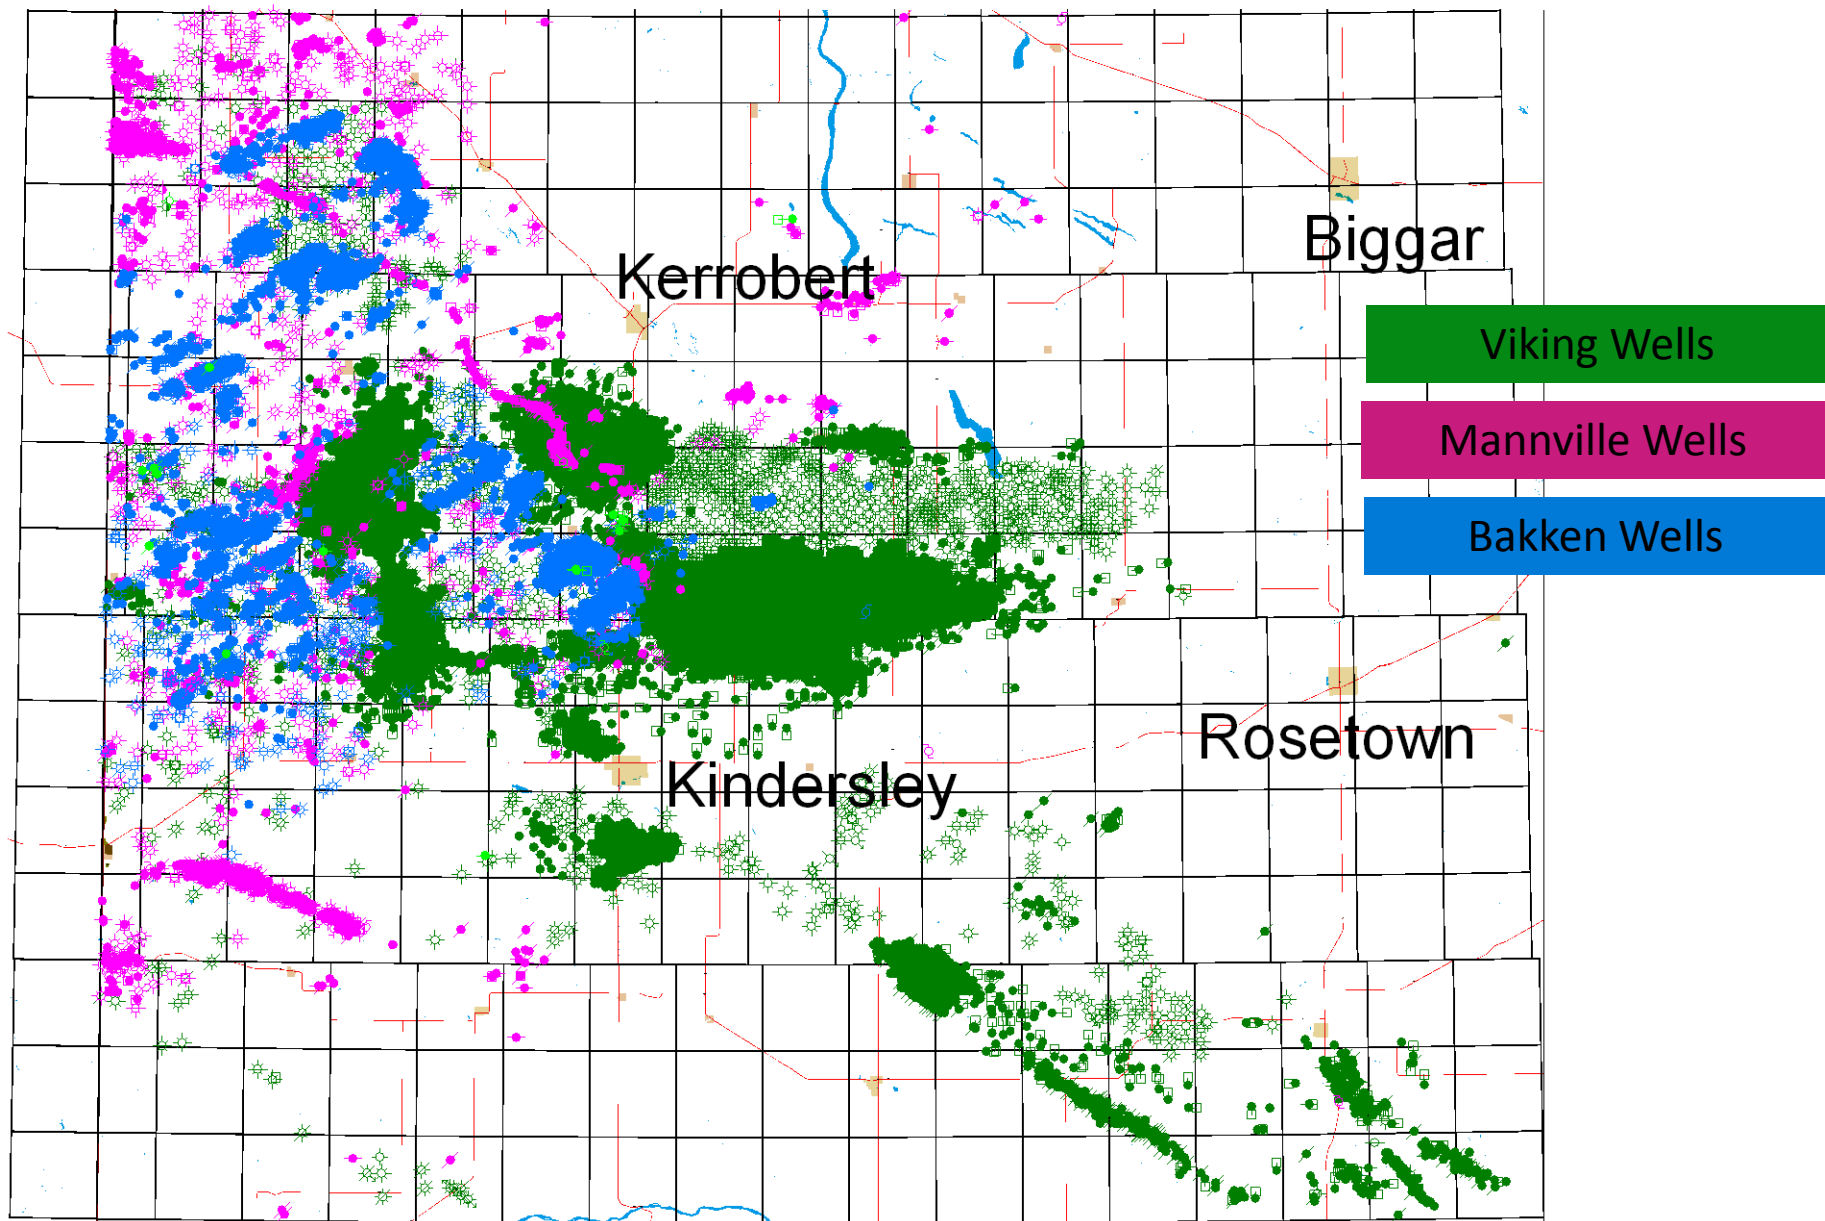 Biggar
Kerrobert
Viking Wells
Mannville Wells
Bakken Wells
Rosetown
Kindersley